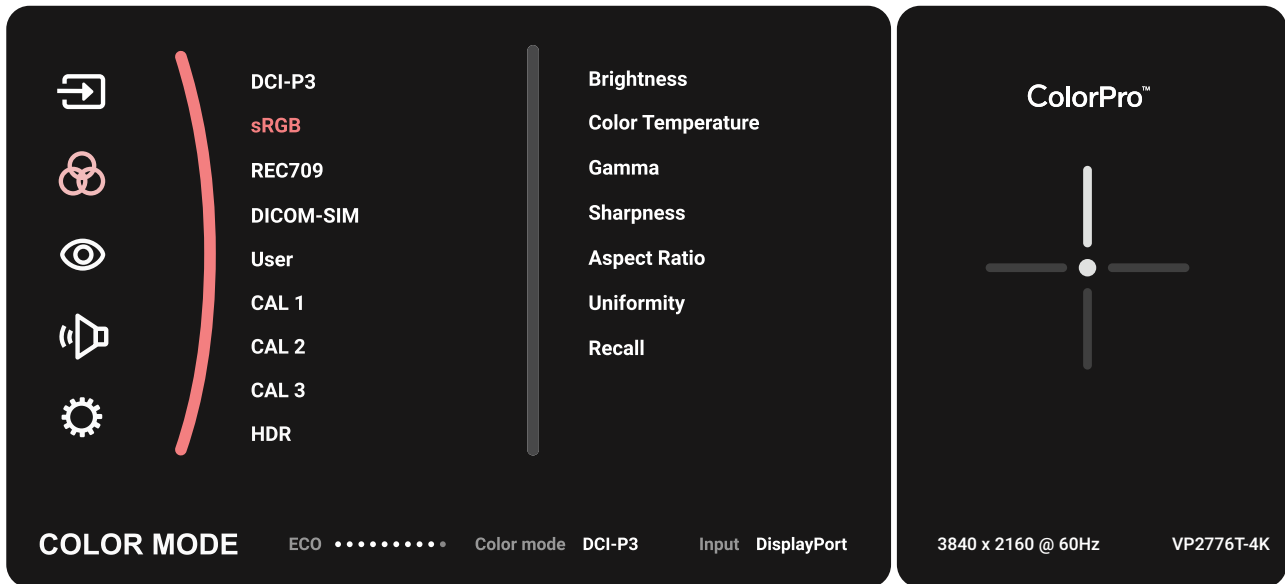 DCI-P3
sRGB
REC709
DICOM-SIM
User
CAL 1
CAL 2
CAL 3
HDR
Brightness
Color Temperature
Gamma
Sharpness
Aspect Ratio
Uniformity
Recall
COLOR MODE
ECO
Color mode DCI-P3
Input DisplayPort
ColorPro™
3840 x 2160 @ 60Hz
VP2776T-4K